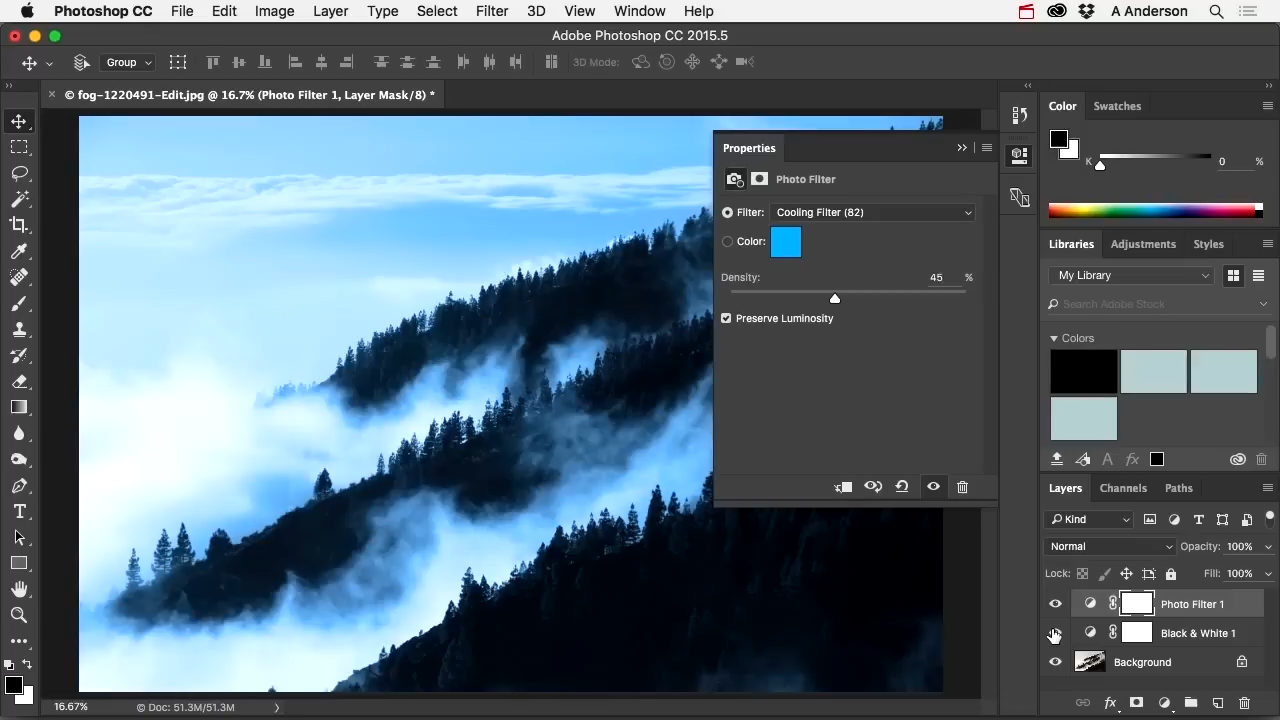 Photoshop CC File Edit Image Layer Type Select Filter 3D View Window Help A Anderson
Adobe Photoshop CC 2015.5
Group 3D Mode:
© fog-1220491-Edit.jpg @ 16.7% (Photo Filter 1, Layer Mask/8) *
Properties
Photo Filter
Filter: Cooling Filter (82)
Color:
Density: 45 %
Preserve Luminosity
Color Swatches
K 0 %
Libraries Adjustments Styles
My Library
Search Adobe Stock
Colors
Layers Channels Paths
Kind
Normal Opacity: 100%
Lock: Fill: 100%
Photo Filter 1
Black & White 1
Background
16.67% © Doc: 51.3M/51.3M